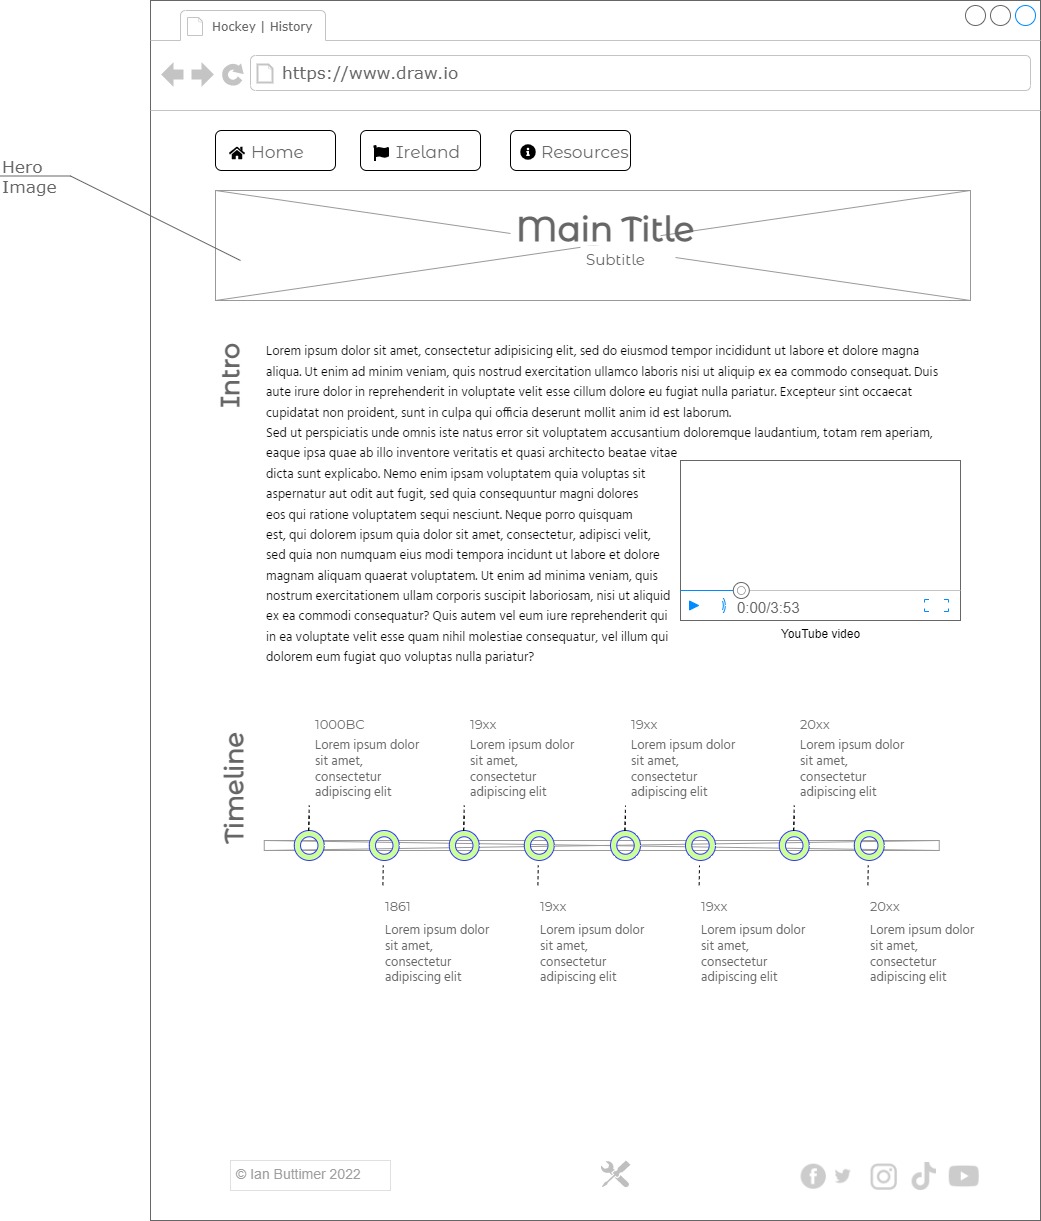 Hockey | History
https://www.draw.io
Home
Ireland
Resources
Hero
Image
Main Title
Subtitle
Intro
Lorem ipsum dolor sit amet, consectetur adipisicing elit, sed do eiusmod tempor incididunt ut labore et dolore magna
aliqua. Ut enim ad minim veniam, quis nostrud exercitation ullamco laboris nisi ut aliquip ex ea commodo consequat. Duis
aute irure dolor in reprehenderit in voluptate velit esse cillum dolore eu fugiat nulla pariatur. Excepteur sint occaecat
cupidatat non proident, sunt in culpa qui officia deserunt mollit anim id est laborum.
Sed ut perspiciatis unde omnis iste natus error sit voluptatem accusantium doloremque laudantium, totam rem aperiam,
eaque ipsa quae ab illo inventore veritatis et quasi architecto beatae vitae
dicta sunt explicabo. Nemo enim ipsam voluptatem quia voluptas sit
aspernatur aut odit aut fugit, sed quia consequuntur magni dolores
eos qui ratione voluptatem sequi nesciunt. Neque porro quisquam
est, qui dolorem ipsum quia dolor sit amet, consectetur, adipisci velit,
sed quia non numquam eius modi tempora incidunt ut labore et dolore
magnam aliquam quaerat voluptatem. Ut enim ad minima veniam, quis
nostrum exercitationem ullam corporis suscipit laboriosam, nisi ut aliquid
ex ea commodi consequatur? Quis autem vel eum iure reprehenderit qui
in ea voluptate velit esse quam nihil molestiae consequatur, vel illum qui
dolorem eum fugiat quo voluptas nulla pariatur?
0:00/3:53
YouTube video
Timeline
1000BC
Lorem ipsum dolor
sit amet,
consectetur
adipiscing elit
19xx
Lorem ipsum dolor
sit amet,
consectetur
adipiscing elit
19xx
Lorem ipsum dolor
sit amet,
consectetur
adipiscing elit
20xx
Lorem ipsum dolor
sit amet,
consectetur
adipiscing elit
1861
Lorem ipsum dolor
sit amet,
consectetur
adipiscing elit
19xx
Lorem ipsum dolor
sit amet,
consectetur
adipiscing elit
19xx
Lorem ipsum dolor
sit amet,
consectetur
adipiscing elit
20xx
Lorem ipsum dolor
sit amet,
consectetur
adipiscing elit
© Ian Buttimer 2022